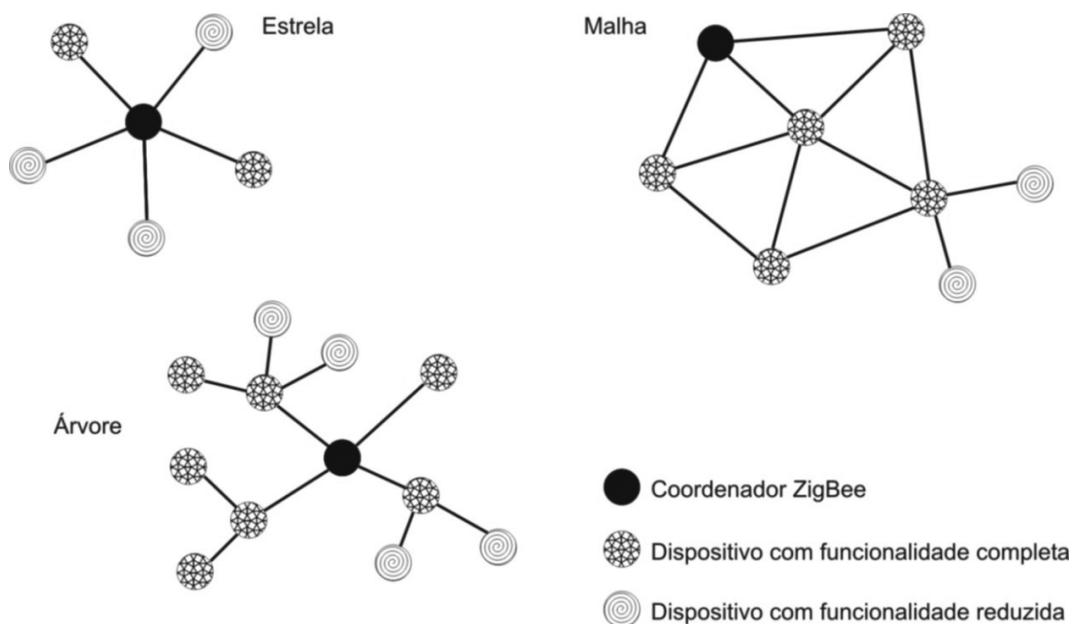 Estrela
Malha
Árvore
Coordenador ZigBee
Dispositivo com funcionalidade completa
Dispositivo com funcionalidade reduzida